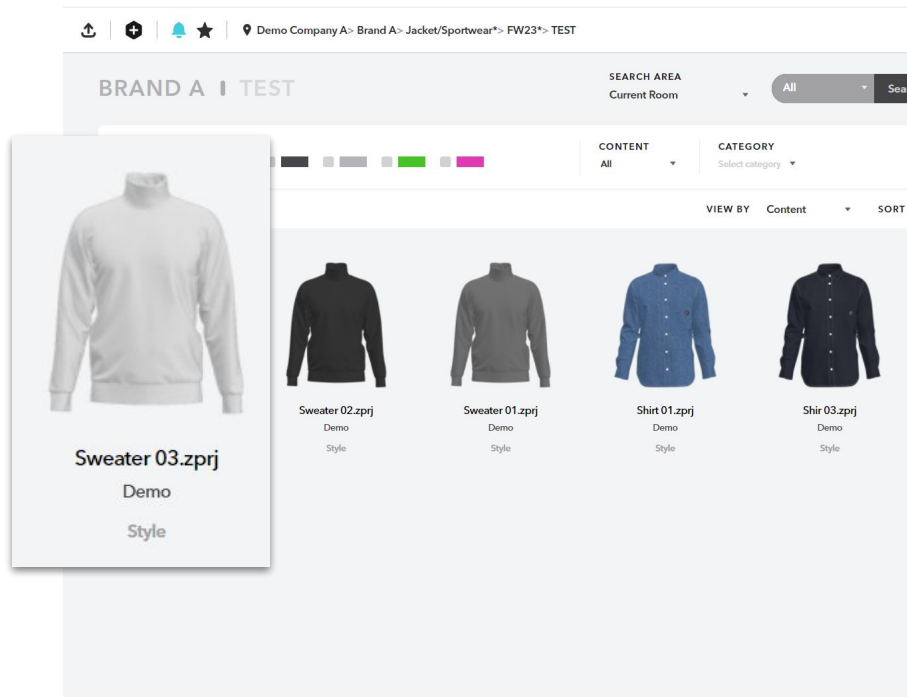 Demo Company A> Brand A> Jacket/Sportwear*> FW23*> TEST
BRAND A I TEST
SEARCH AREA
Current Room
All
CONTENT
All
CATEGORY
Select category
VIEW BY Content
SORT
Sweater 03.zprj
Demo
Style
Sweater 02.zprj
Demo
Style
Sweater 01.zprj
Demo
Style
Shirt 01.zprj
Demo
Style
Shir 03.zprj
Demo
Style